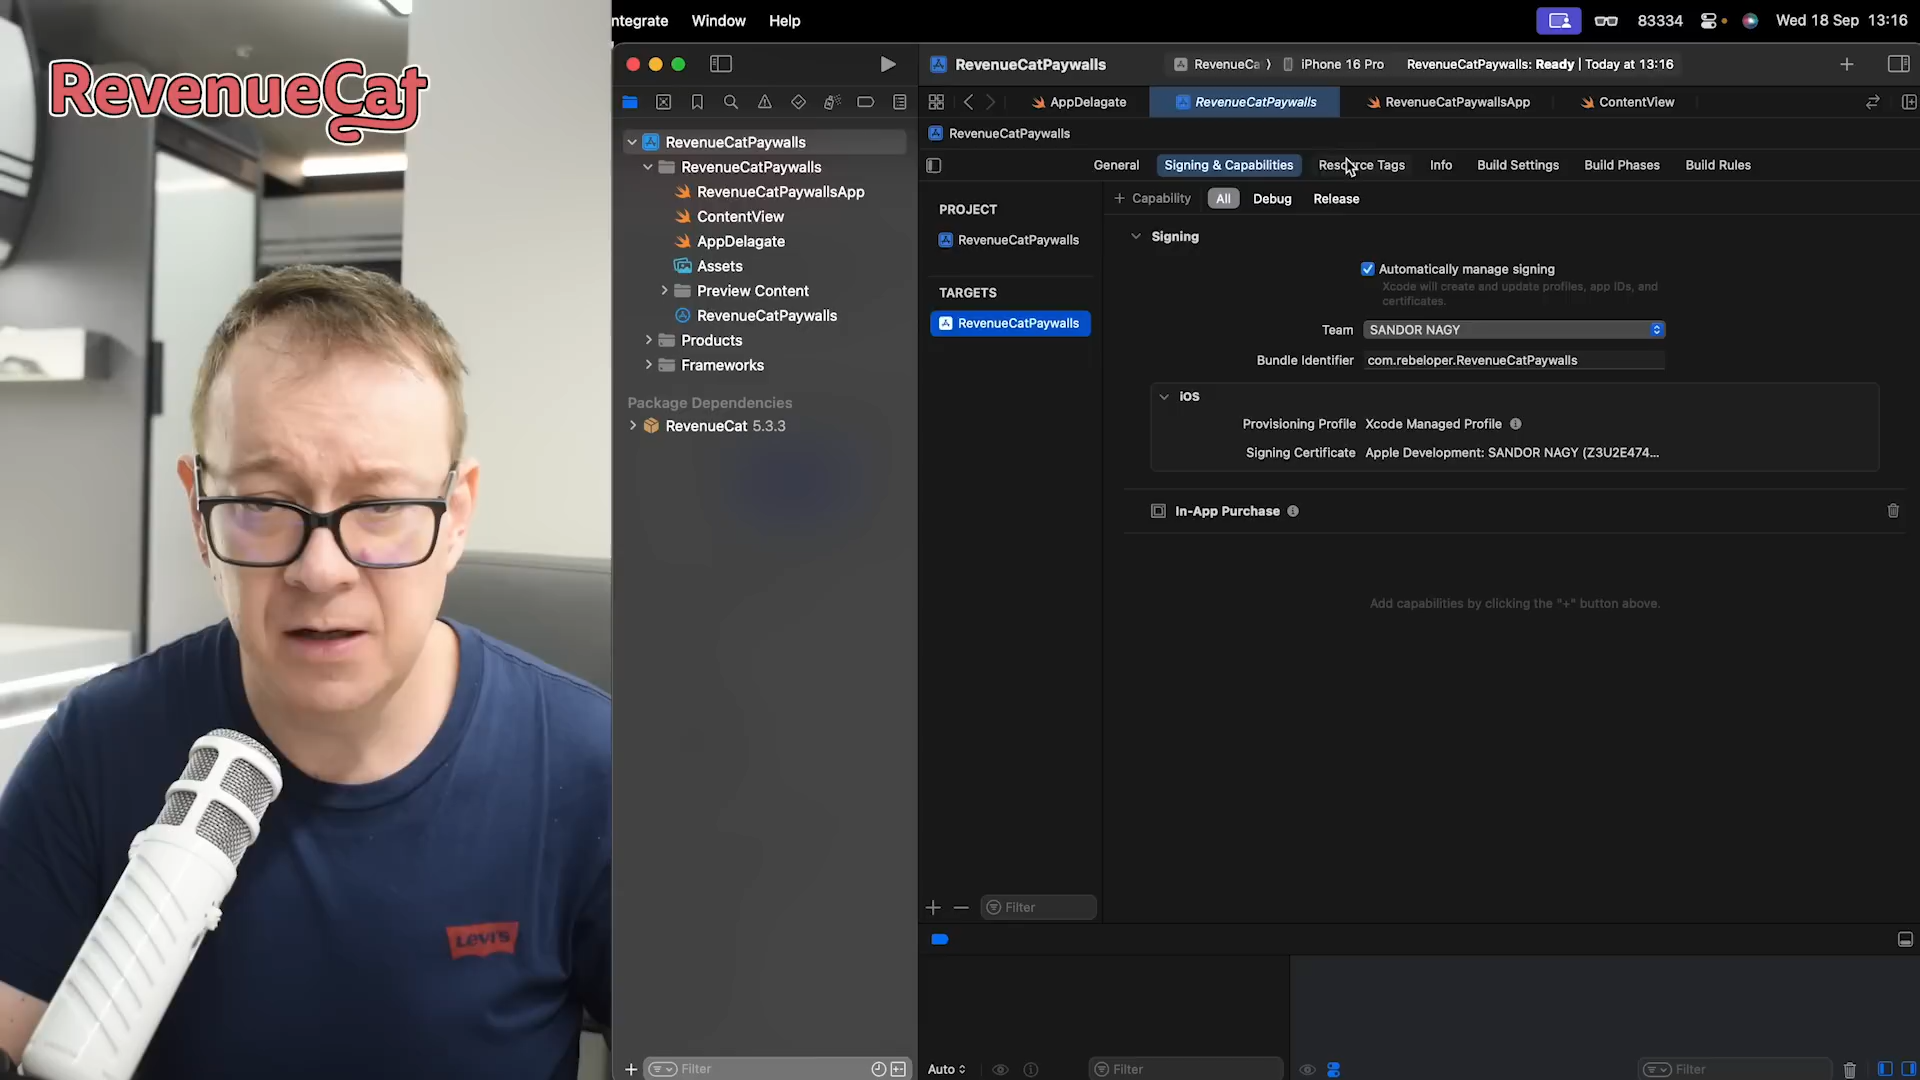 RevenueCat
ntegrate Window Help
83334
Wed 18 Sep 13:16
RevenueCatPaywalls
RevenueCa
iPhone 16 Pro
RevenueCatPaywalls: Ready | Today at 13:16
AppDelagate
RevenueCatPaywalls
RevenueCatPaywallsApp
ContentView
RevenueCatPaywalls
RevenueCatPaywalls
RevenueCatPaywalls
RevenueCatPaywallsApp
ContentView
AppDelagate
Assets
Preview Content
RevenueCatPaywalls
Products
Frameworks
Package Dependencies
RevenueCat 5.3.3
General
Signing & Capabilities
Resource Tags
Info
Build Settings
Build Phases
Build Rules
PROJECT
RevenueCatPaywalls
TARGETS
RevenueCatPaywalls
+ Capability
All
Debug
Release
Signing
Automatically manage signing
Xcode will create and update profiles, app IDs, and
certificates.
Team SANDOR NAGY
Bundle Identifier com.rebeloper.RevenueCatPaywalls
iOS
Provisioning Profile Xcode Managed Profile
Signing Certificate Apple Development: SANDOR NAGY (Z3U2E474...
In-App Purchase
Add capabilities by clicking the "+" button above.
Filter
Levi's
Filter
Auto
Filter
Filter